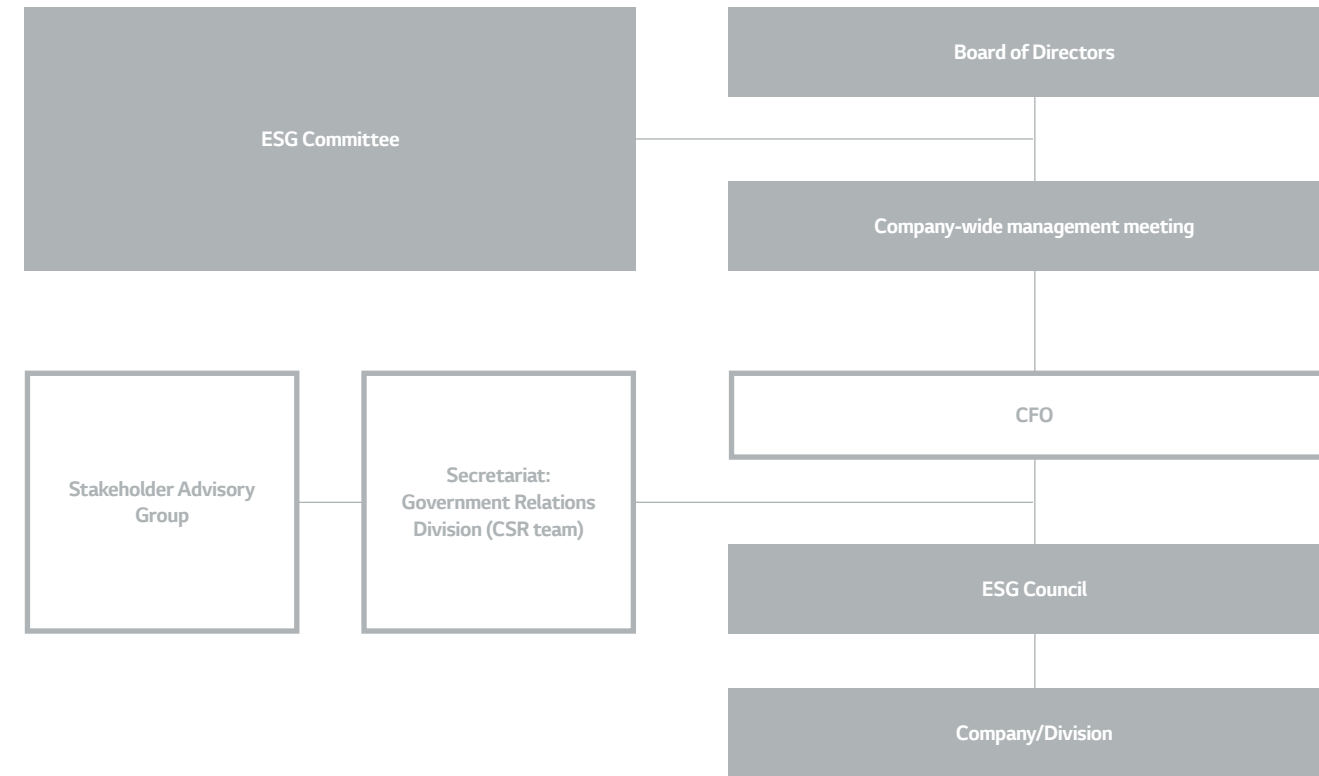 Board of Directors
ESG Committee
Company-wide management meeting
CFO
Stakeholder Advisory
Group
Secretariat:
Government Relations
Division (CSR team)
ESG Council
Company/Division